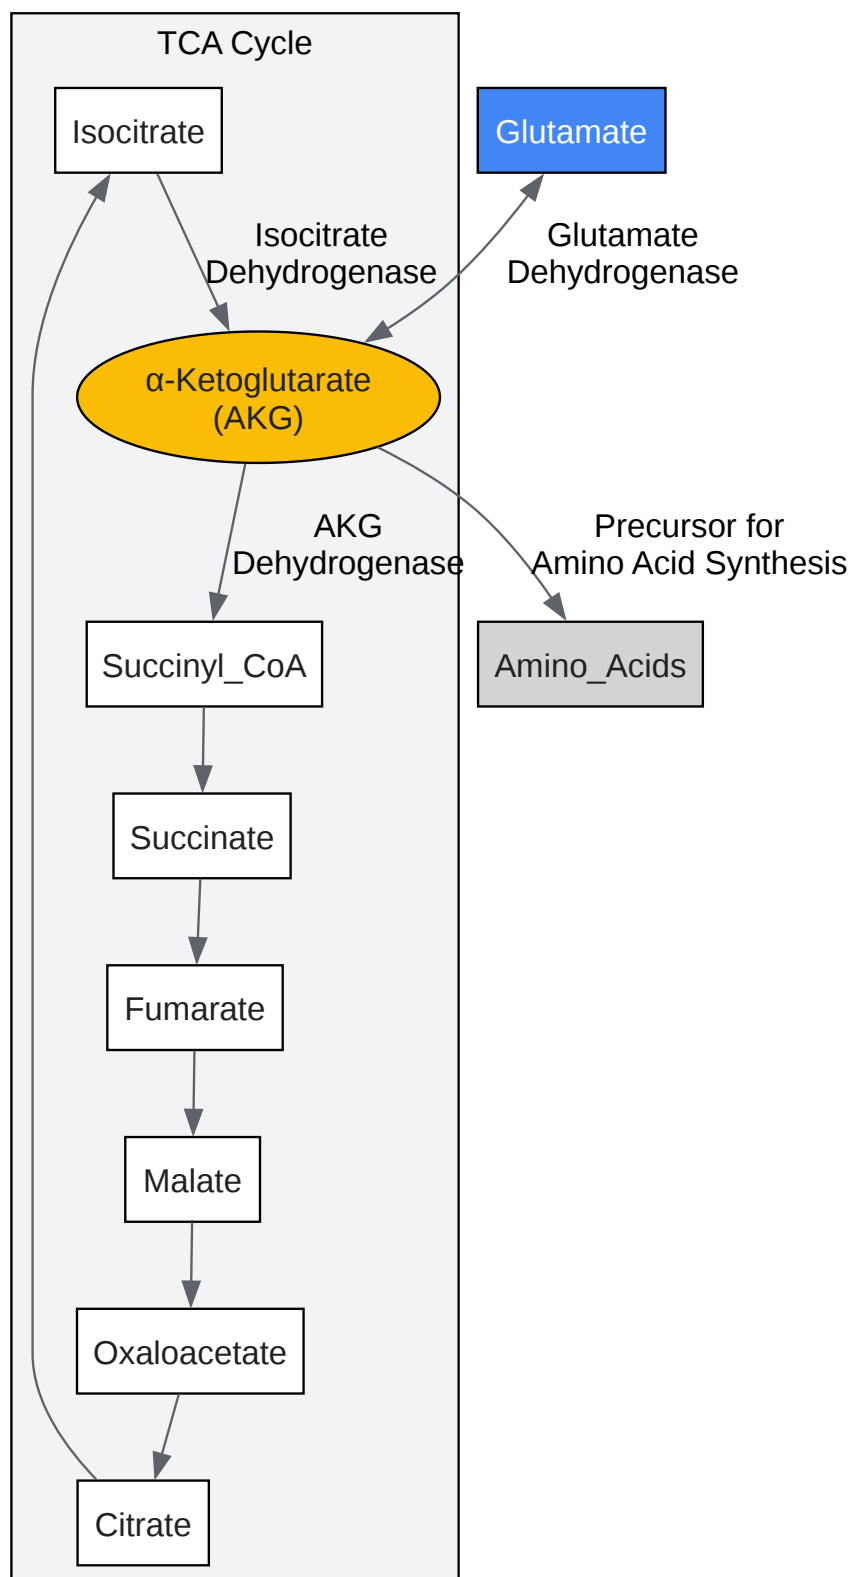 TCA Cycle
Isocitrate
Glutamate
Isocitrate
Dehydrogenase
Glutamate
Dehydrogenase
α-Ketoglutarate
(AKG)
AKG
Dehydrogenase
Precursor for
Amino Acid Synthesis
Succinyl_CoA
Amino_Acids
Succinate
Fumarate
Malate
Oxaloacetate
Citrate